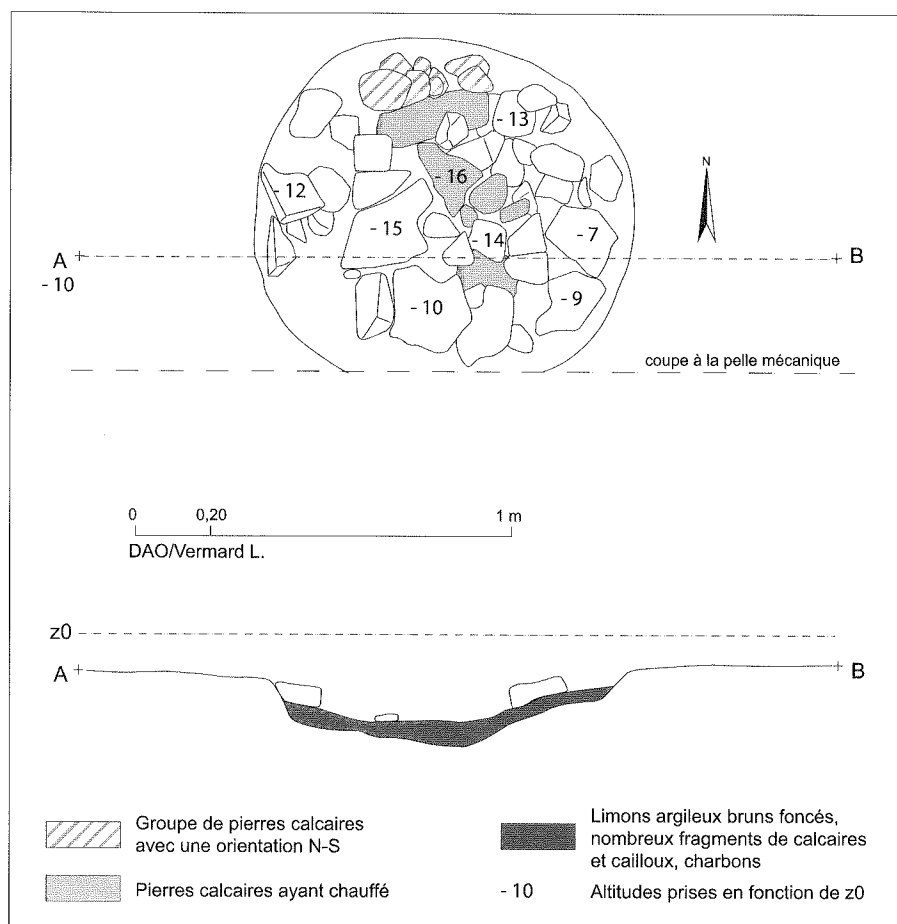 - 13
N
- 16
- 12
- 15
- 14
- 7
A
B
- 10
- 10
- 9
coupe à la pelle mécanique
0 0,20 1 m
DAO/Vermard L.
z0
A
B
Groupe de pierres calcaires
avec une orientation N-S
Pierres calcaires ayant chauffé
Limons argileux bruns foncés,
nombreux fragments de calcaires
et cailloux, charbons
- 10 Altitudes prises en fonction de z0